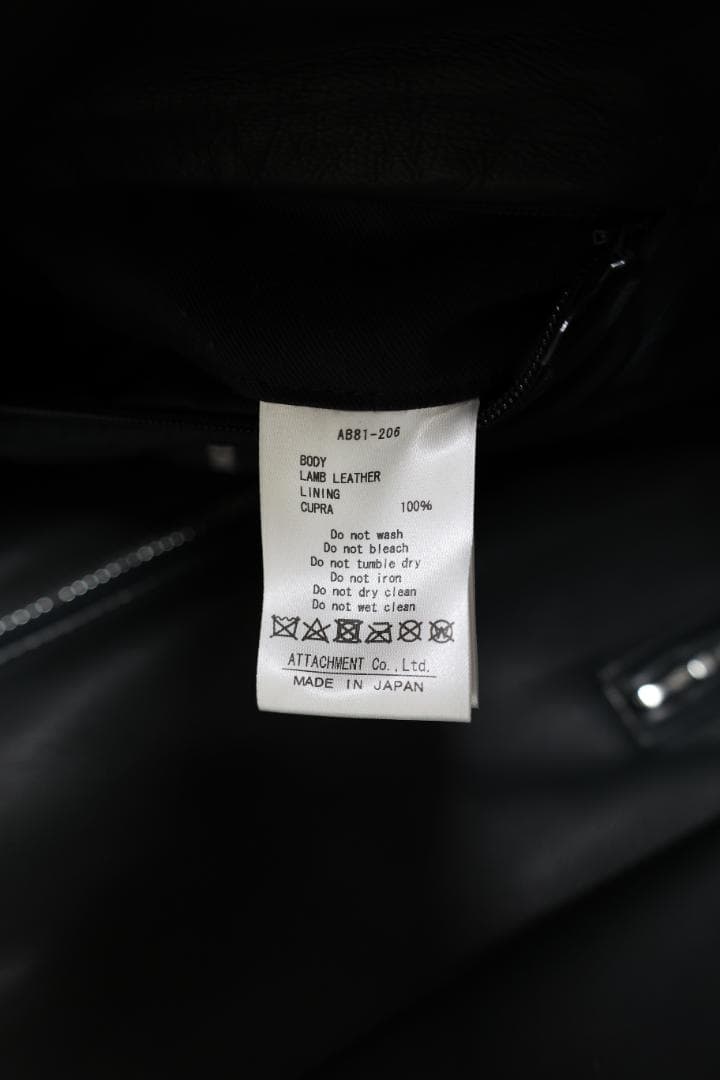 AB81-206
BODY
LAMB LEATHER
LINING
CUPRA 100%
Do not wash
Do not bleach
Do not tumble dry
Do not iron
Do not dry clean
Do not wet clean
ATTACHMENT Co.,Ltd.
MADE IN JAPAN